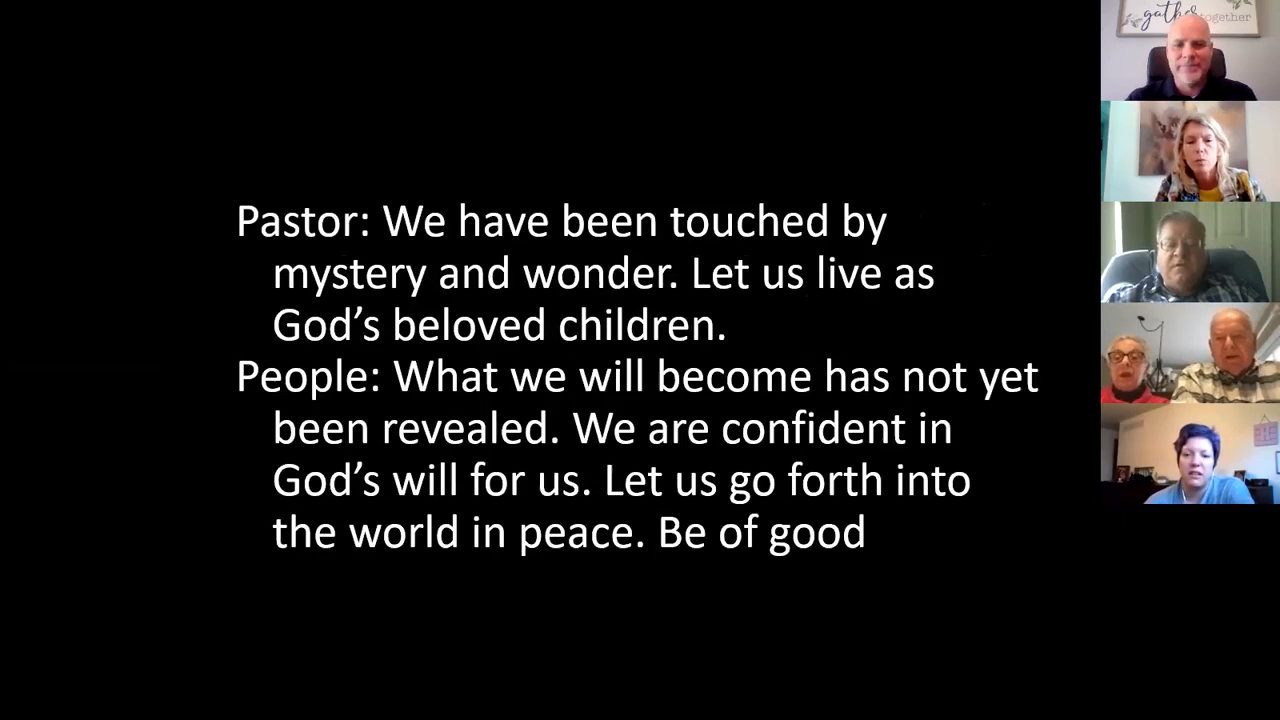 Pastor: We have been touched by
mystery and wonder. Let us live as
God's beloved children.
People: What we will become has not yet
been revealed. We are confident in
God's will for us. Let us go forth into
the world in peace. Be of good
gather together